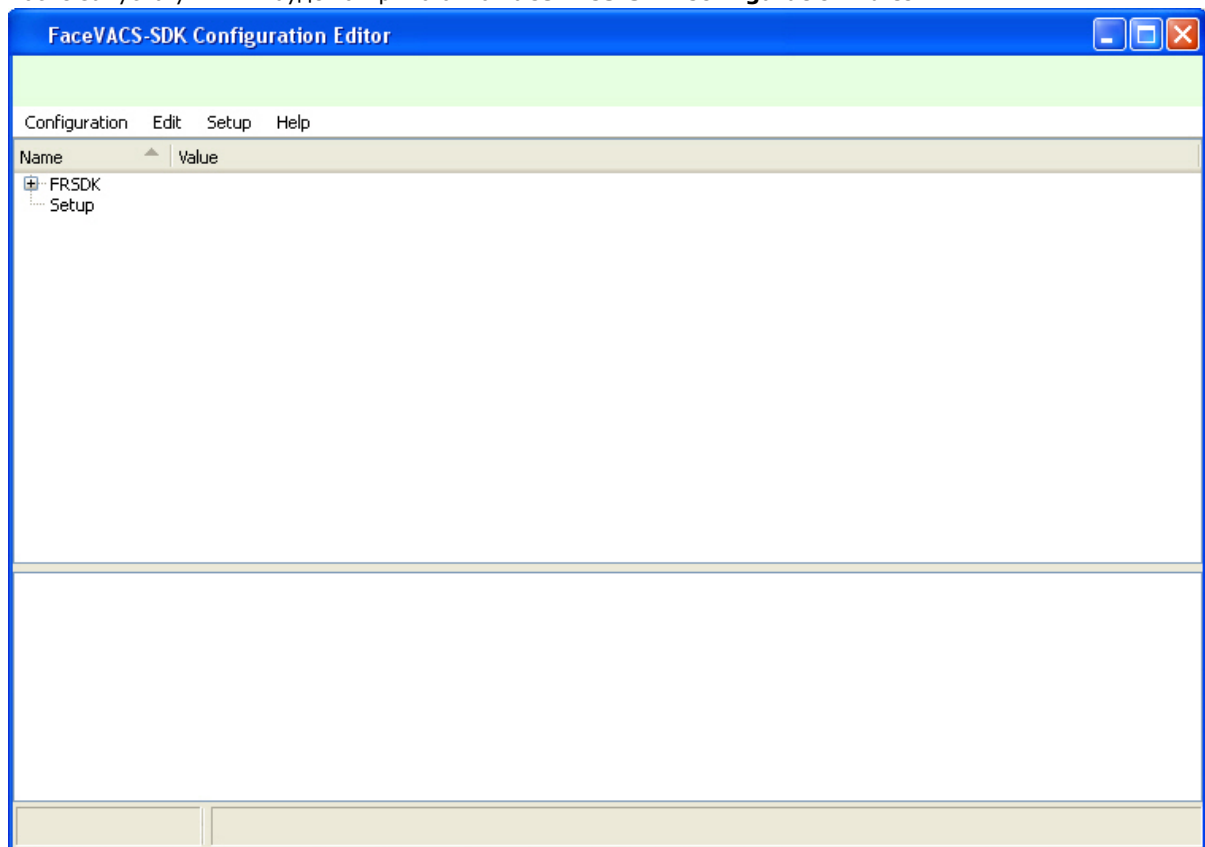 FaceVACS-SDK Configuration Editor
Configuration Edit Setup Help
Name Value
FRSDK
Setup